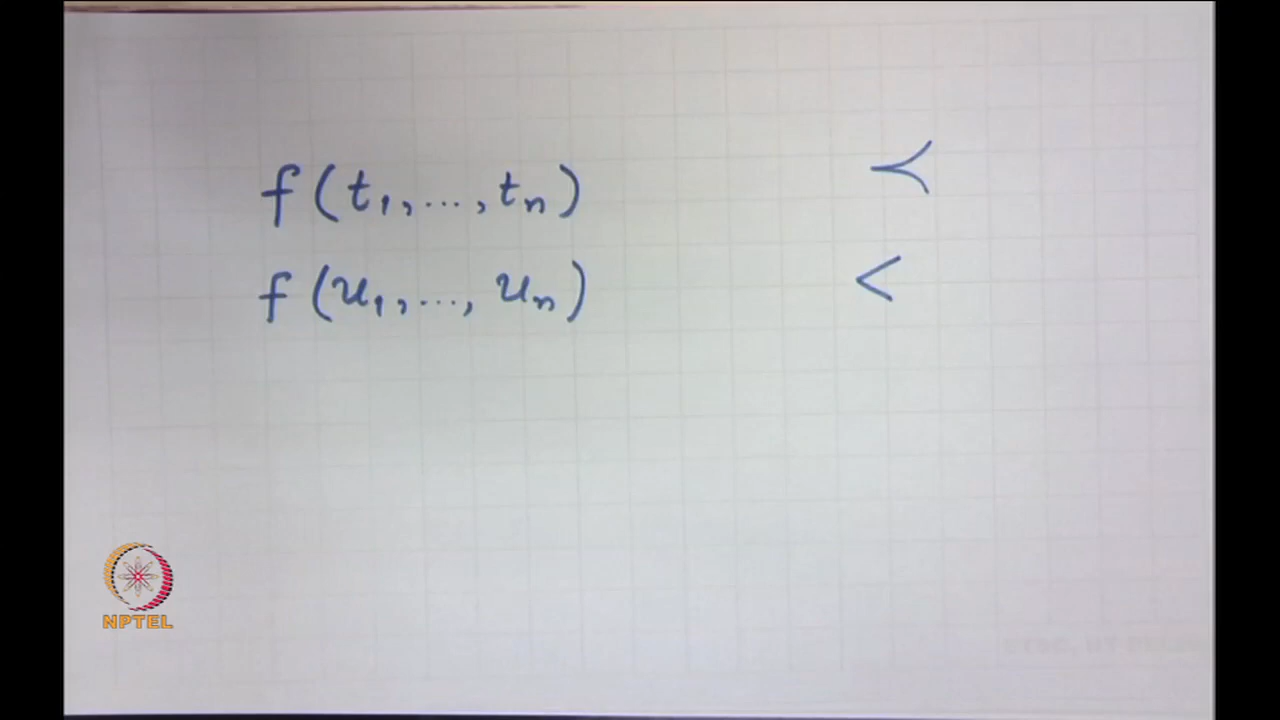 f(t₁,...,tₙ) ≺
f(u₁,...,uₙ) <
NPTEL